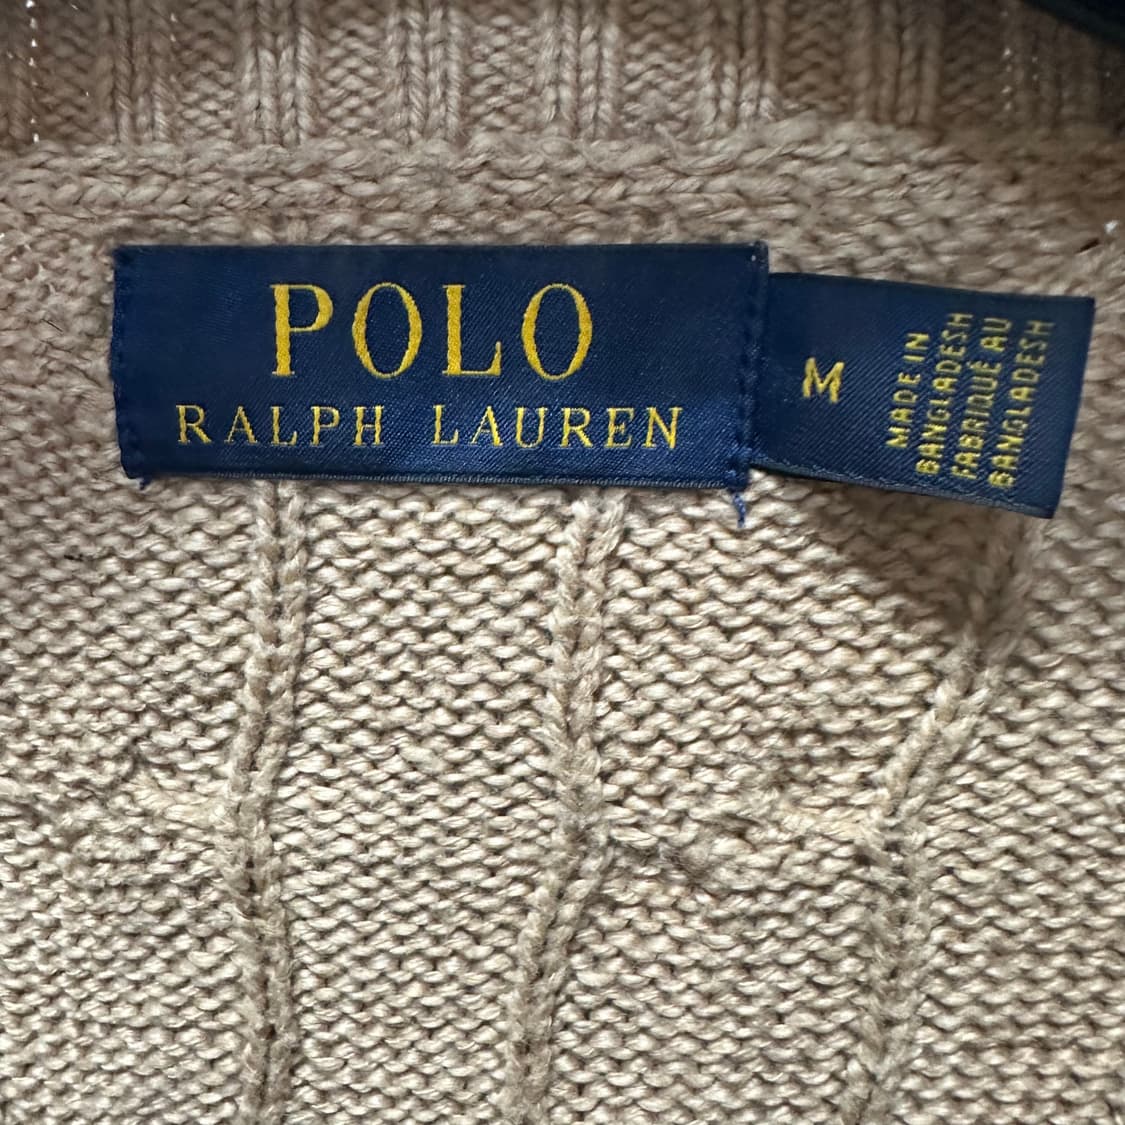 POLO
RALPH LAUREN
M
MADE IN
BANGLADESH
FABRIQUÉ AU
BANGLADESH